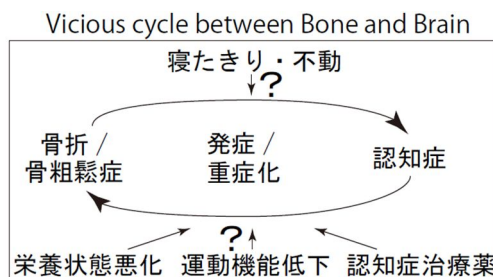 Vicious cycle between Bone and Brain
寝たきり・不動
?
骨折 /
骨粗鬆症
発症 /
重症化
認知症
?
栄養状態悪化 運動機能低下 認知症治療薬